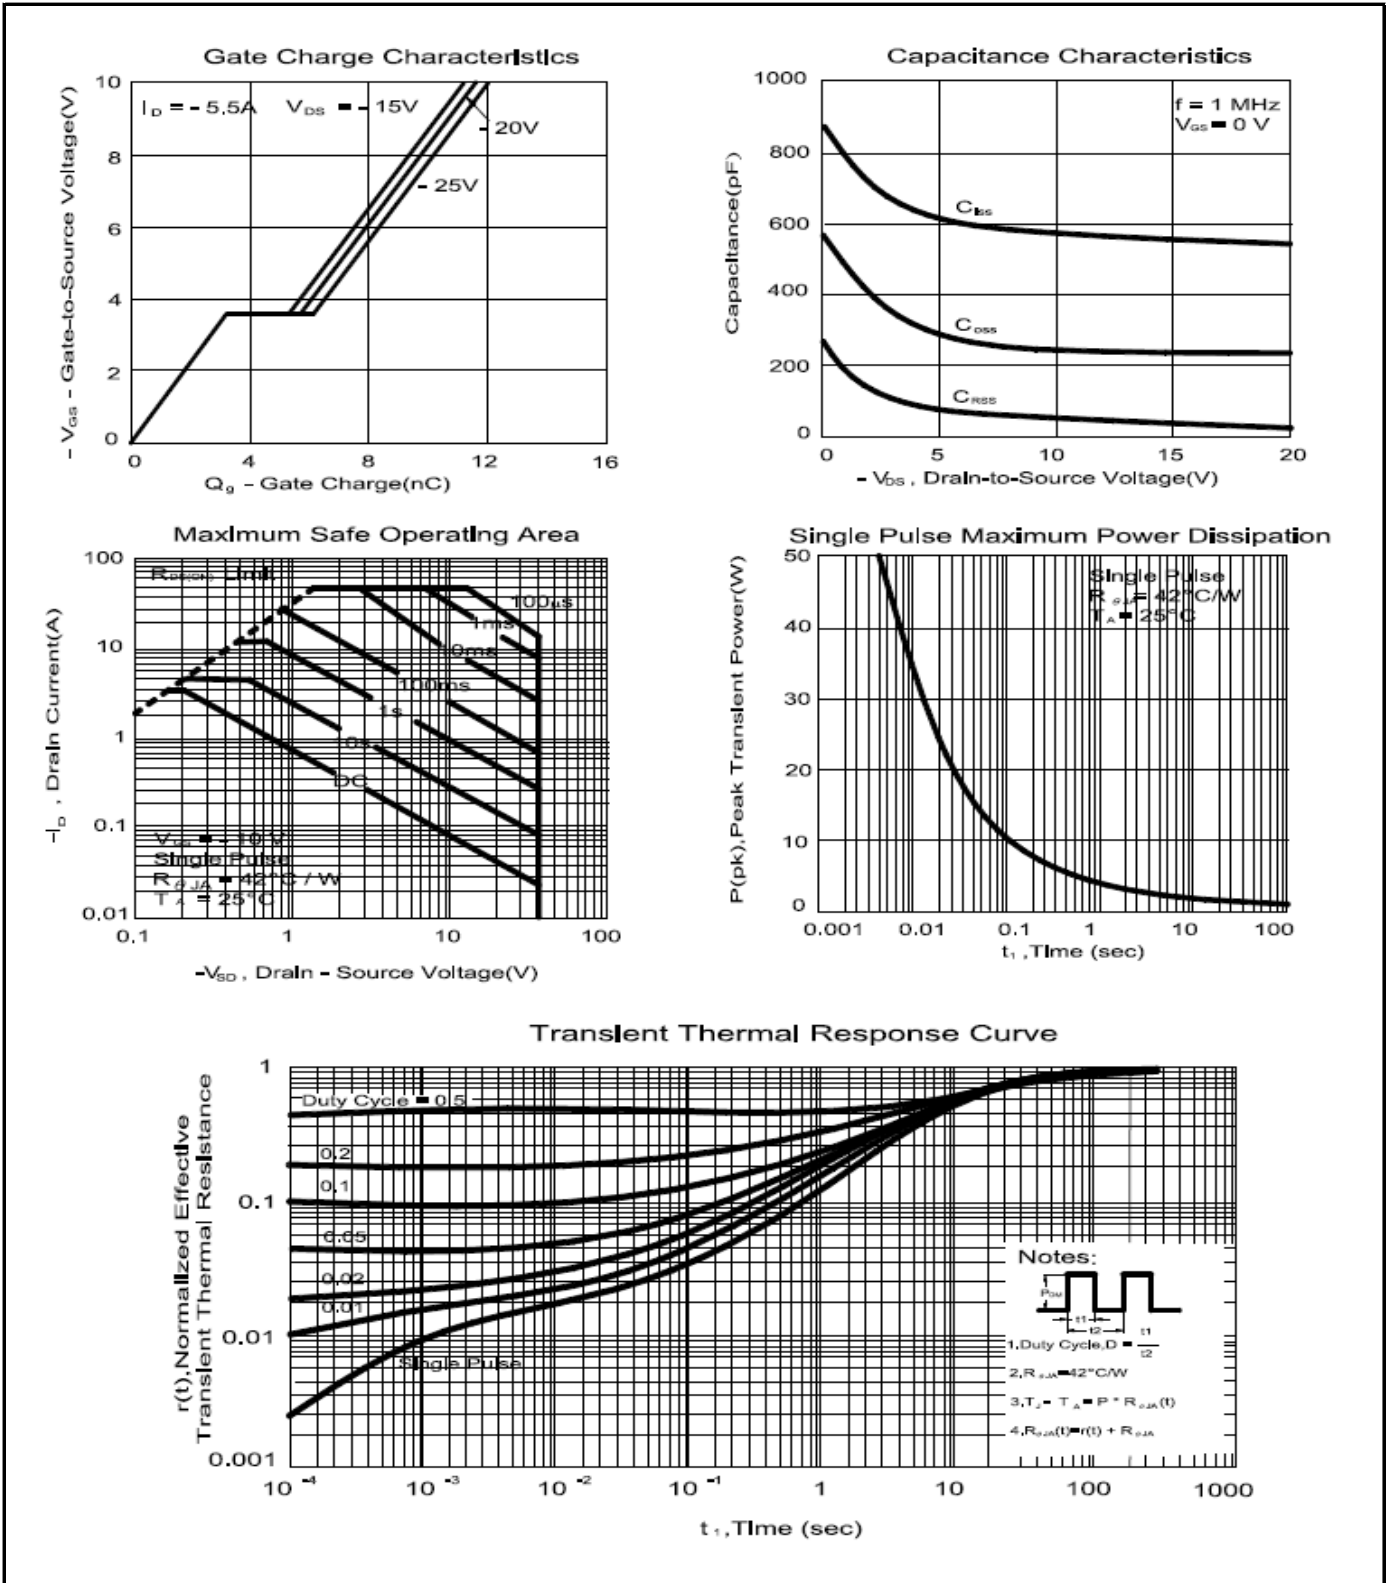 Gate Charge Characteristics
- V_GS - Gate-to-Source Voltage(V)
10
8
6
4
2
0
I_D = - 5.5A V_DS = - 15V
- 20V
- 25V
0 4 8 12 16
Q_g - Gate Charge(nC)
Capacitance Characteristics
Capacitance(pF)
1000
800
600
400
200
0
f = 1 MHz
V_GS = 0 V
C_iss
C_oss
C_RSS
0 5 10 15 20
- V_DS , Drain-to-Source Voltage(V)
Maximum Safe Operating Area
-I_D , Drain Current(A)
100
10
1
0.1
0.01
R_DS(ON) Limit
100µs
1ms
10ms
100ms
1s
10s
DC
V_GS = - 10 V
Single Pulse
R_θJA = 42°C / W
T_A = 25°C
0.1 1 10 100
-V_SD , Drain - Source Voltage(V)
Single Pulse Maximum Power Dissipation
P(pk),Peak Transient Power(W)
50
40
30
20
10
0
Single Pulse
R_θJA = 42°C/W
T_A = 25°C
0.001 0.01 0.1 1 10 100
t_1 ,Time (sec)
Transient Thermal Response Curve
r(t),Normalized Effective
Transient Thermal Resistance
1
0.1
0.01
0.001
Duty Cycle = 0.5
0.2
0.1
0.05
0.02
0.01
Single Pulse
Notes:
P_DM
t1
t2
1,Duty Cycle,D = t1/t2
2,R_θJA=42°C/W
3,T_J - T_A = P * R_θJA(t)
4,R_θJA(t)=r(t) + R_θJA
10^-4 10^-3 10^-2 10^-1 1 10 100 1000
t_1 ,Time (sec)